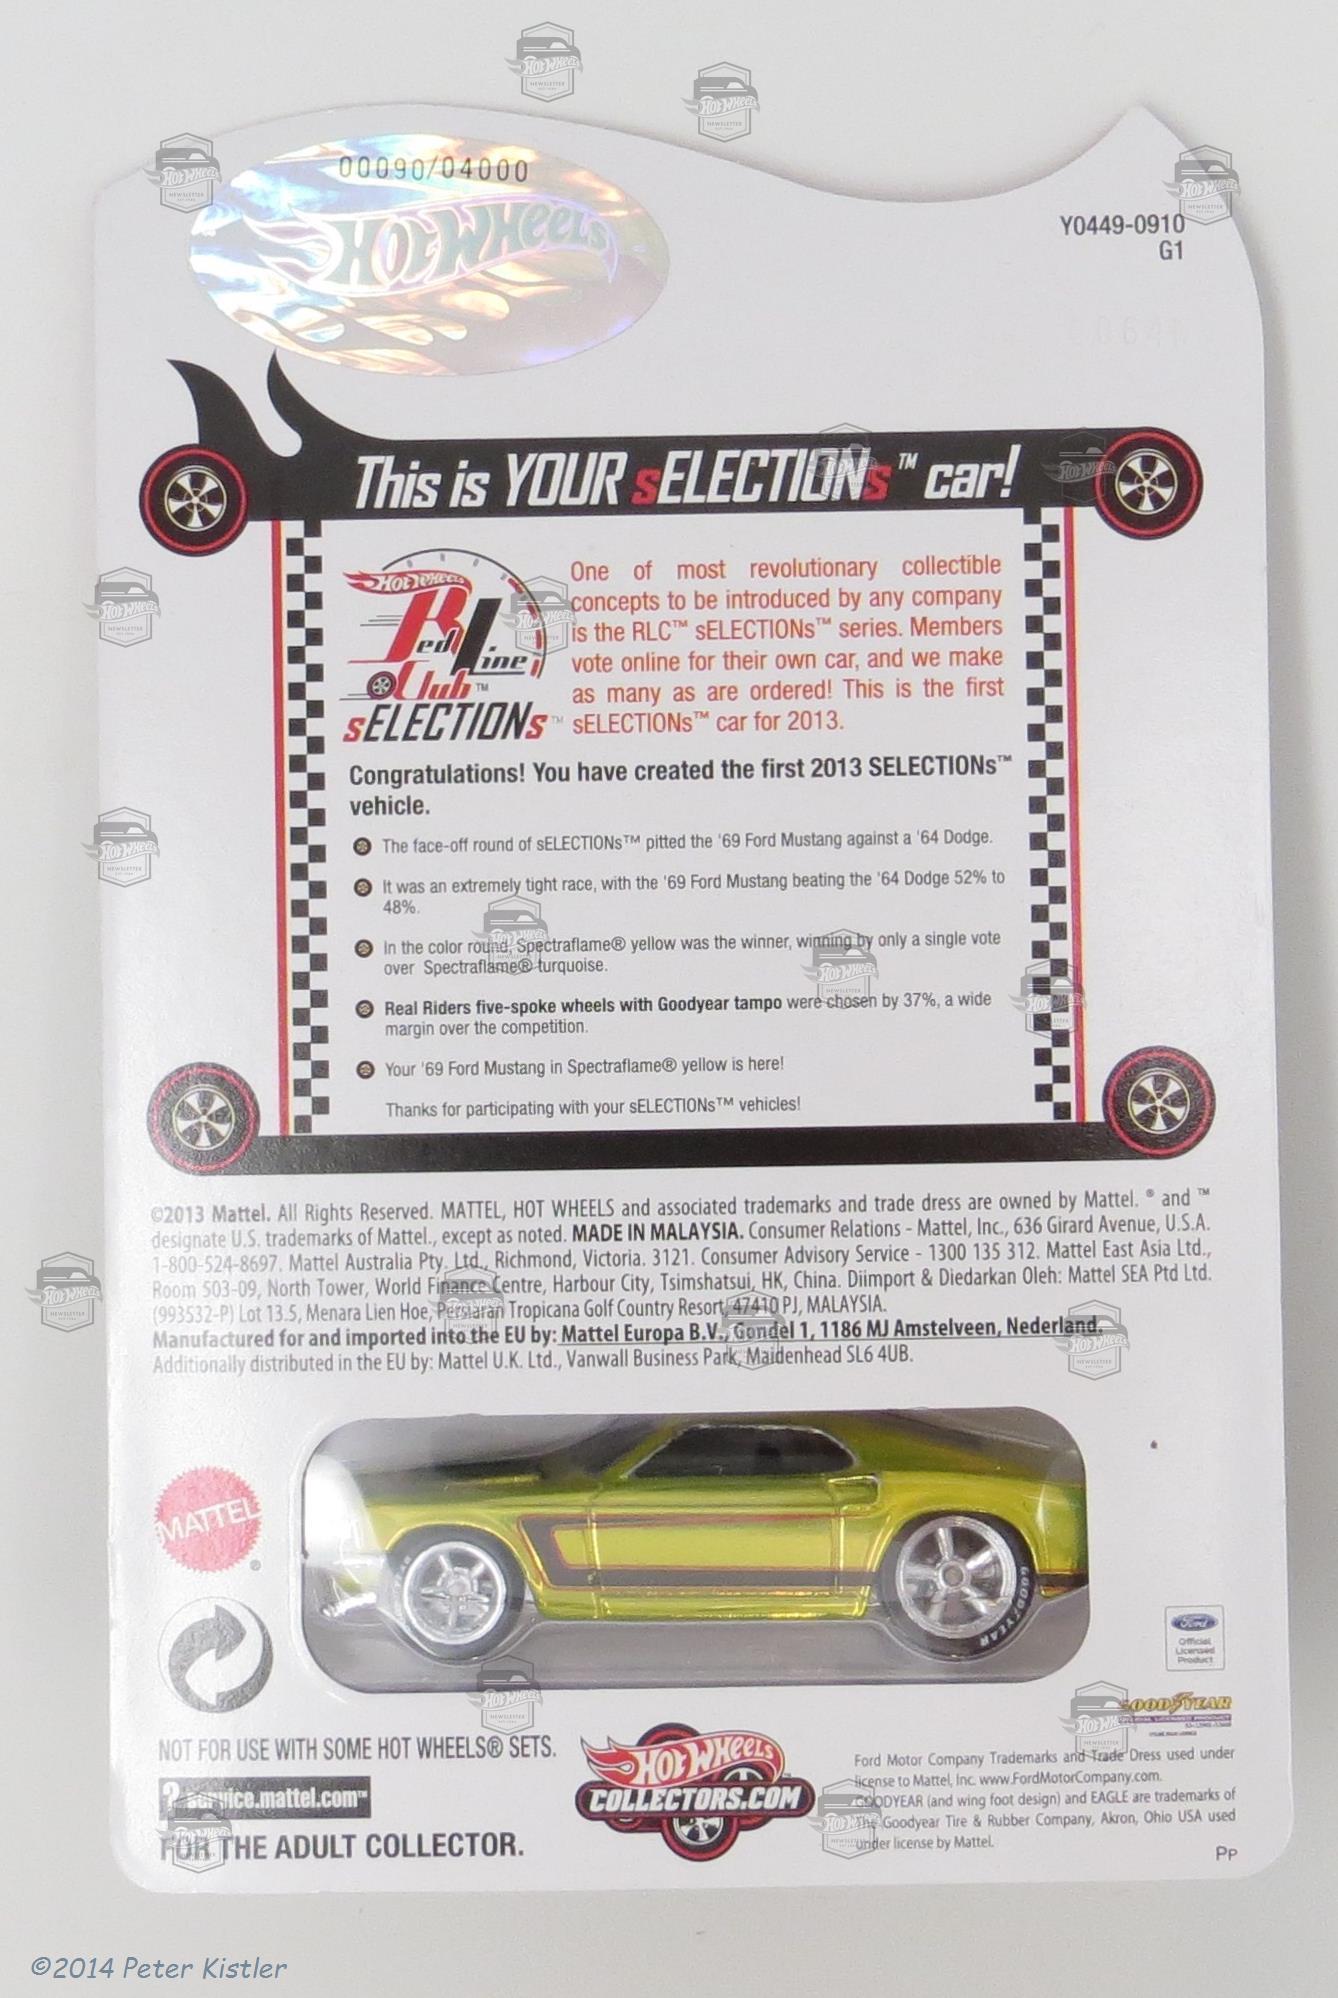 00090/04000
HOT WHEELS
Y0449-0910
G1
This is YOUR sELECTIONs™ car!
HOT WHEELS
Red Line
Club™
sELECTIONs™
One of most revolutionary collectible
concepts to be introduced by any company
is the RLC™ sELECTIONs™ series. Members
vote online for their own car, and we make
as many as are ordered! This is the first
sELECTIONs™ car for 2013.
Congratulations! You have created the first 2013 SELECTIONs™
vehicle.
The face-off round of sELECTIONs™ pitted the '69 Ford Mustang against a '64 Dodge.
It was an extremely tight race, with the '69 Ford Mustang beating the '64 Dodge 52% to
48%.
In the color round, Spectraflame® yellow was the winner, winning by only a single vote
over Spectraflame® turquoise.
Real Riders five-spoke wheels with Goodyear tampo were chosen by 37%, a wide
margin over the competition.
Your '69 Ford Mustang in Spectraflame® yellow is here!
Thanks for participating with your sELECTIONs™ vehicles!
©2013 Mattel. All Rights Reserved. MATTEL, HOT WHEELS and associated trademarks and trade dress are owned by Mattel. ® and ™
designate U.S. trademarks of Mattel., except as noted. MADE IN MALAYSIA. Consumer Relations - Mattel, Inc., 636 Girard Avenue, U.S.A.
1-800-524-8697. Mattel Australia Pty. Ltd., Richmond, Victoria. 3121. Consumer Advisory Service - 1300 135 312. Mattel East Asia Ltd.,
Room 503-09, North Tower, World Finance Centre, Harbour City, Tsimshatsui, HK, China. Diimport & Diedarkan Oleh: Mattel SEA Ptd Ltd.
(993532-P) Lot 13.5, Menara Lien Hoe, Persiaran Tropicana Golf Country Resort, 47410 PJ, MALAYSIA.
Manufactured for and imported into the EU by: Mattel Europa B.V., Gondel 1, 1186 MJ Amstelveen, Nederland.
Additionally distributed in the EU by: Mattel U.K. Ltd., Vanwall Business Park, Maidenhead SL6 4UB.
MATTEL®
GOODYEAR
GOODYEAR
Ford
Official
Licensed
Product
GOODYEAR
NOT FOR USE WITH SOME HOT WHEELS® SETS.
? service.mattel.com™
FOR THE ADULT COLLECTOR.
HOT WHEELS
COLLECTORS.COM
Ford Motor Company Trademarks and Trade Dress used under
license to Mattel, Inc. www.FordMotorCompany.com.
GOODYEAR (and wing foot design) and EAGLE are trademarks of
The Goodyear Tire & Rubber Company, Akron, Ohio USA used
under license by Mattel.
PP
©2014 Peter Kistler